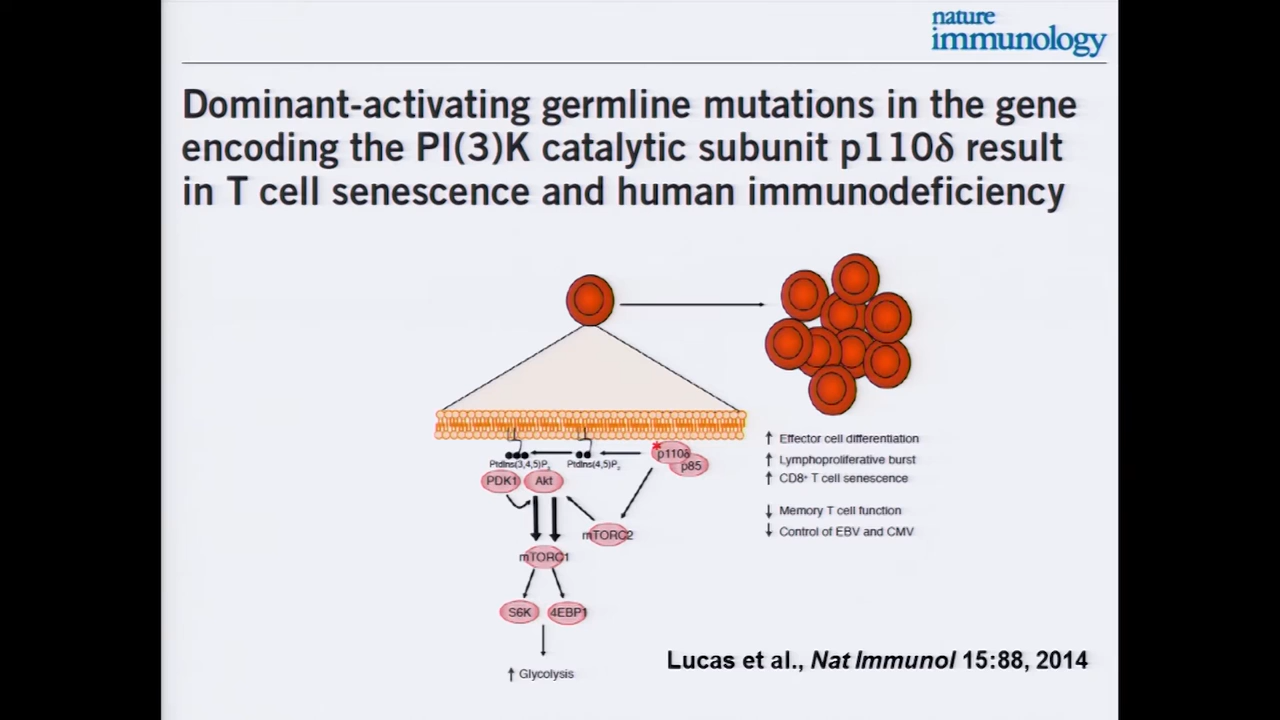 nature
immunology
Dominant-activating germline mutations in the gene
encoding the PI(3)K catalytic subunit p110δ result
in T cell senescence and human immunodeficiency
PtdIns(3,4,5)P3
PtdIns(4,5)P2
*
p110δ
p85
PDK1
Akt
mTORC2
mTORC1
S6K
4EBP1
↑ Glycolysis
↑ Effector cell differentiation
↑ Lymphoproliferative burst
↑ CD8+ T cell senescence
↓ Memory T cell function
↓ Control of EBV and CMV
Lucas et al., Nat Immunol 15:88, 2014